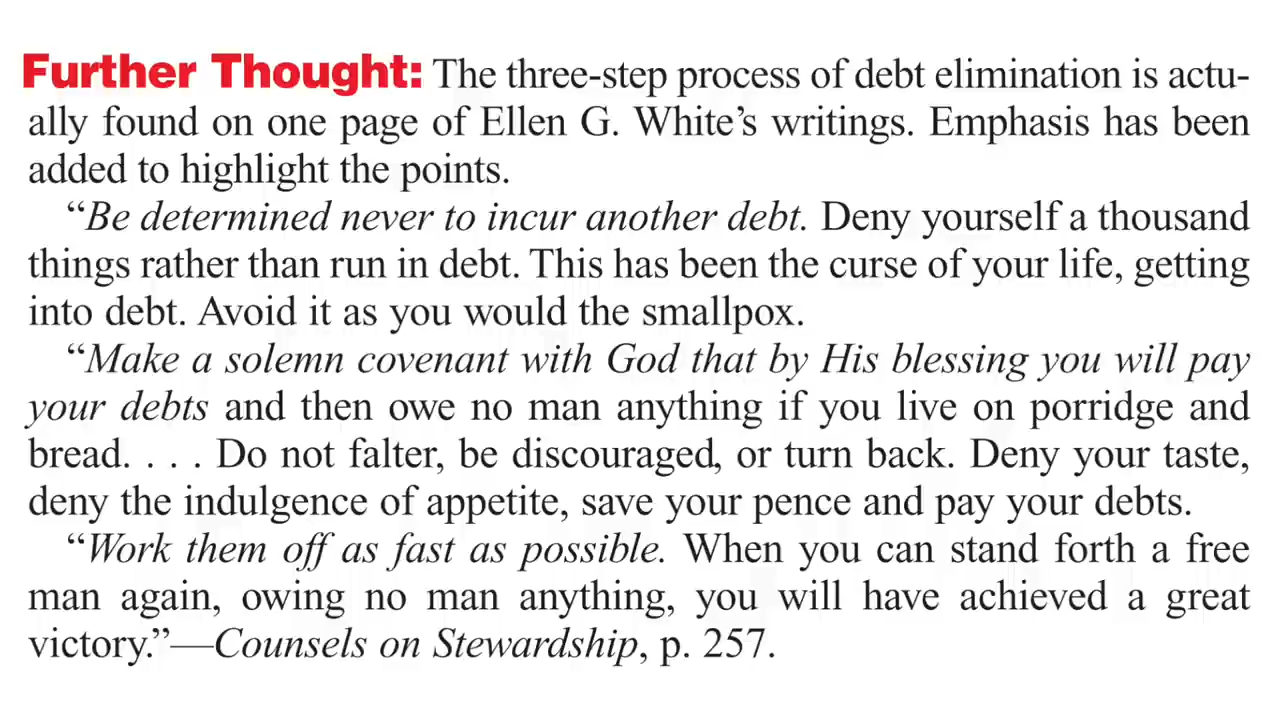 Further Thought: The three-step process of debt elimination is actu-
ally found on one page of Ellen G. White’s writings. Emphasis has been
added to highlight the points.
“Be determined never to incur another debt. Deny yourself a thousand
things rather than run in debt. This has been the curse of your life, getting
into debt. Avoid it as you would the smallpox.
“Make a solemn covenant with God that by His blessing you will pay
your debts and then owe no man anything if you live on porridge and
bread. . . . Do not falter, be discouraged, or turn back. Deny your taste,
deny the indulgence of appetite, save your pence and pay your debts.
“Work them off as fast as possible. When you can stand forth a free
man again, owing no man anything, you will have achieved a great
victory.”—Counsels on Stewardship, p. 257.